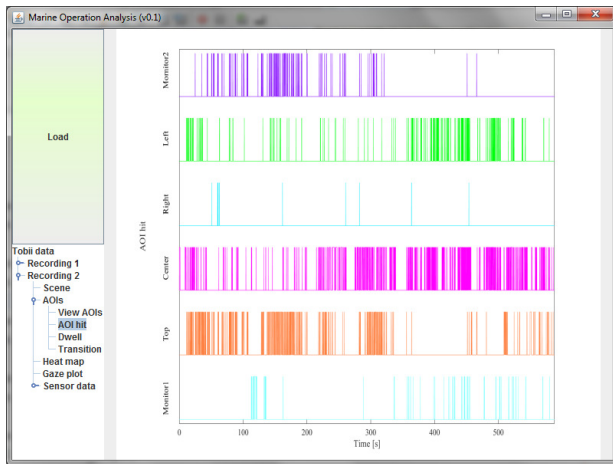 Marine Operation Analysis (v0.1)
Load
Tobii data
Recording 1
Recording 2
Scene
AOIs
View AOIs
AOI hit
Dwell
Transition
Heat map
Gaze plot
Sensor data
AOI hit
Momitor2
Left
Right
Center
Top
Monitor1
0 100 200 300 400 500
Time [s]